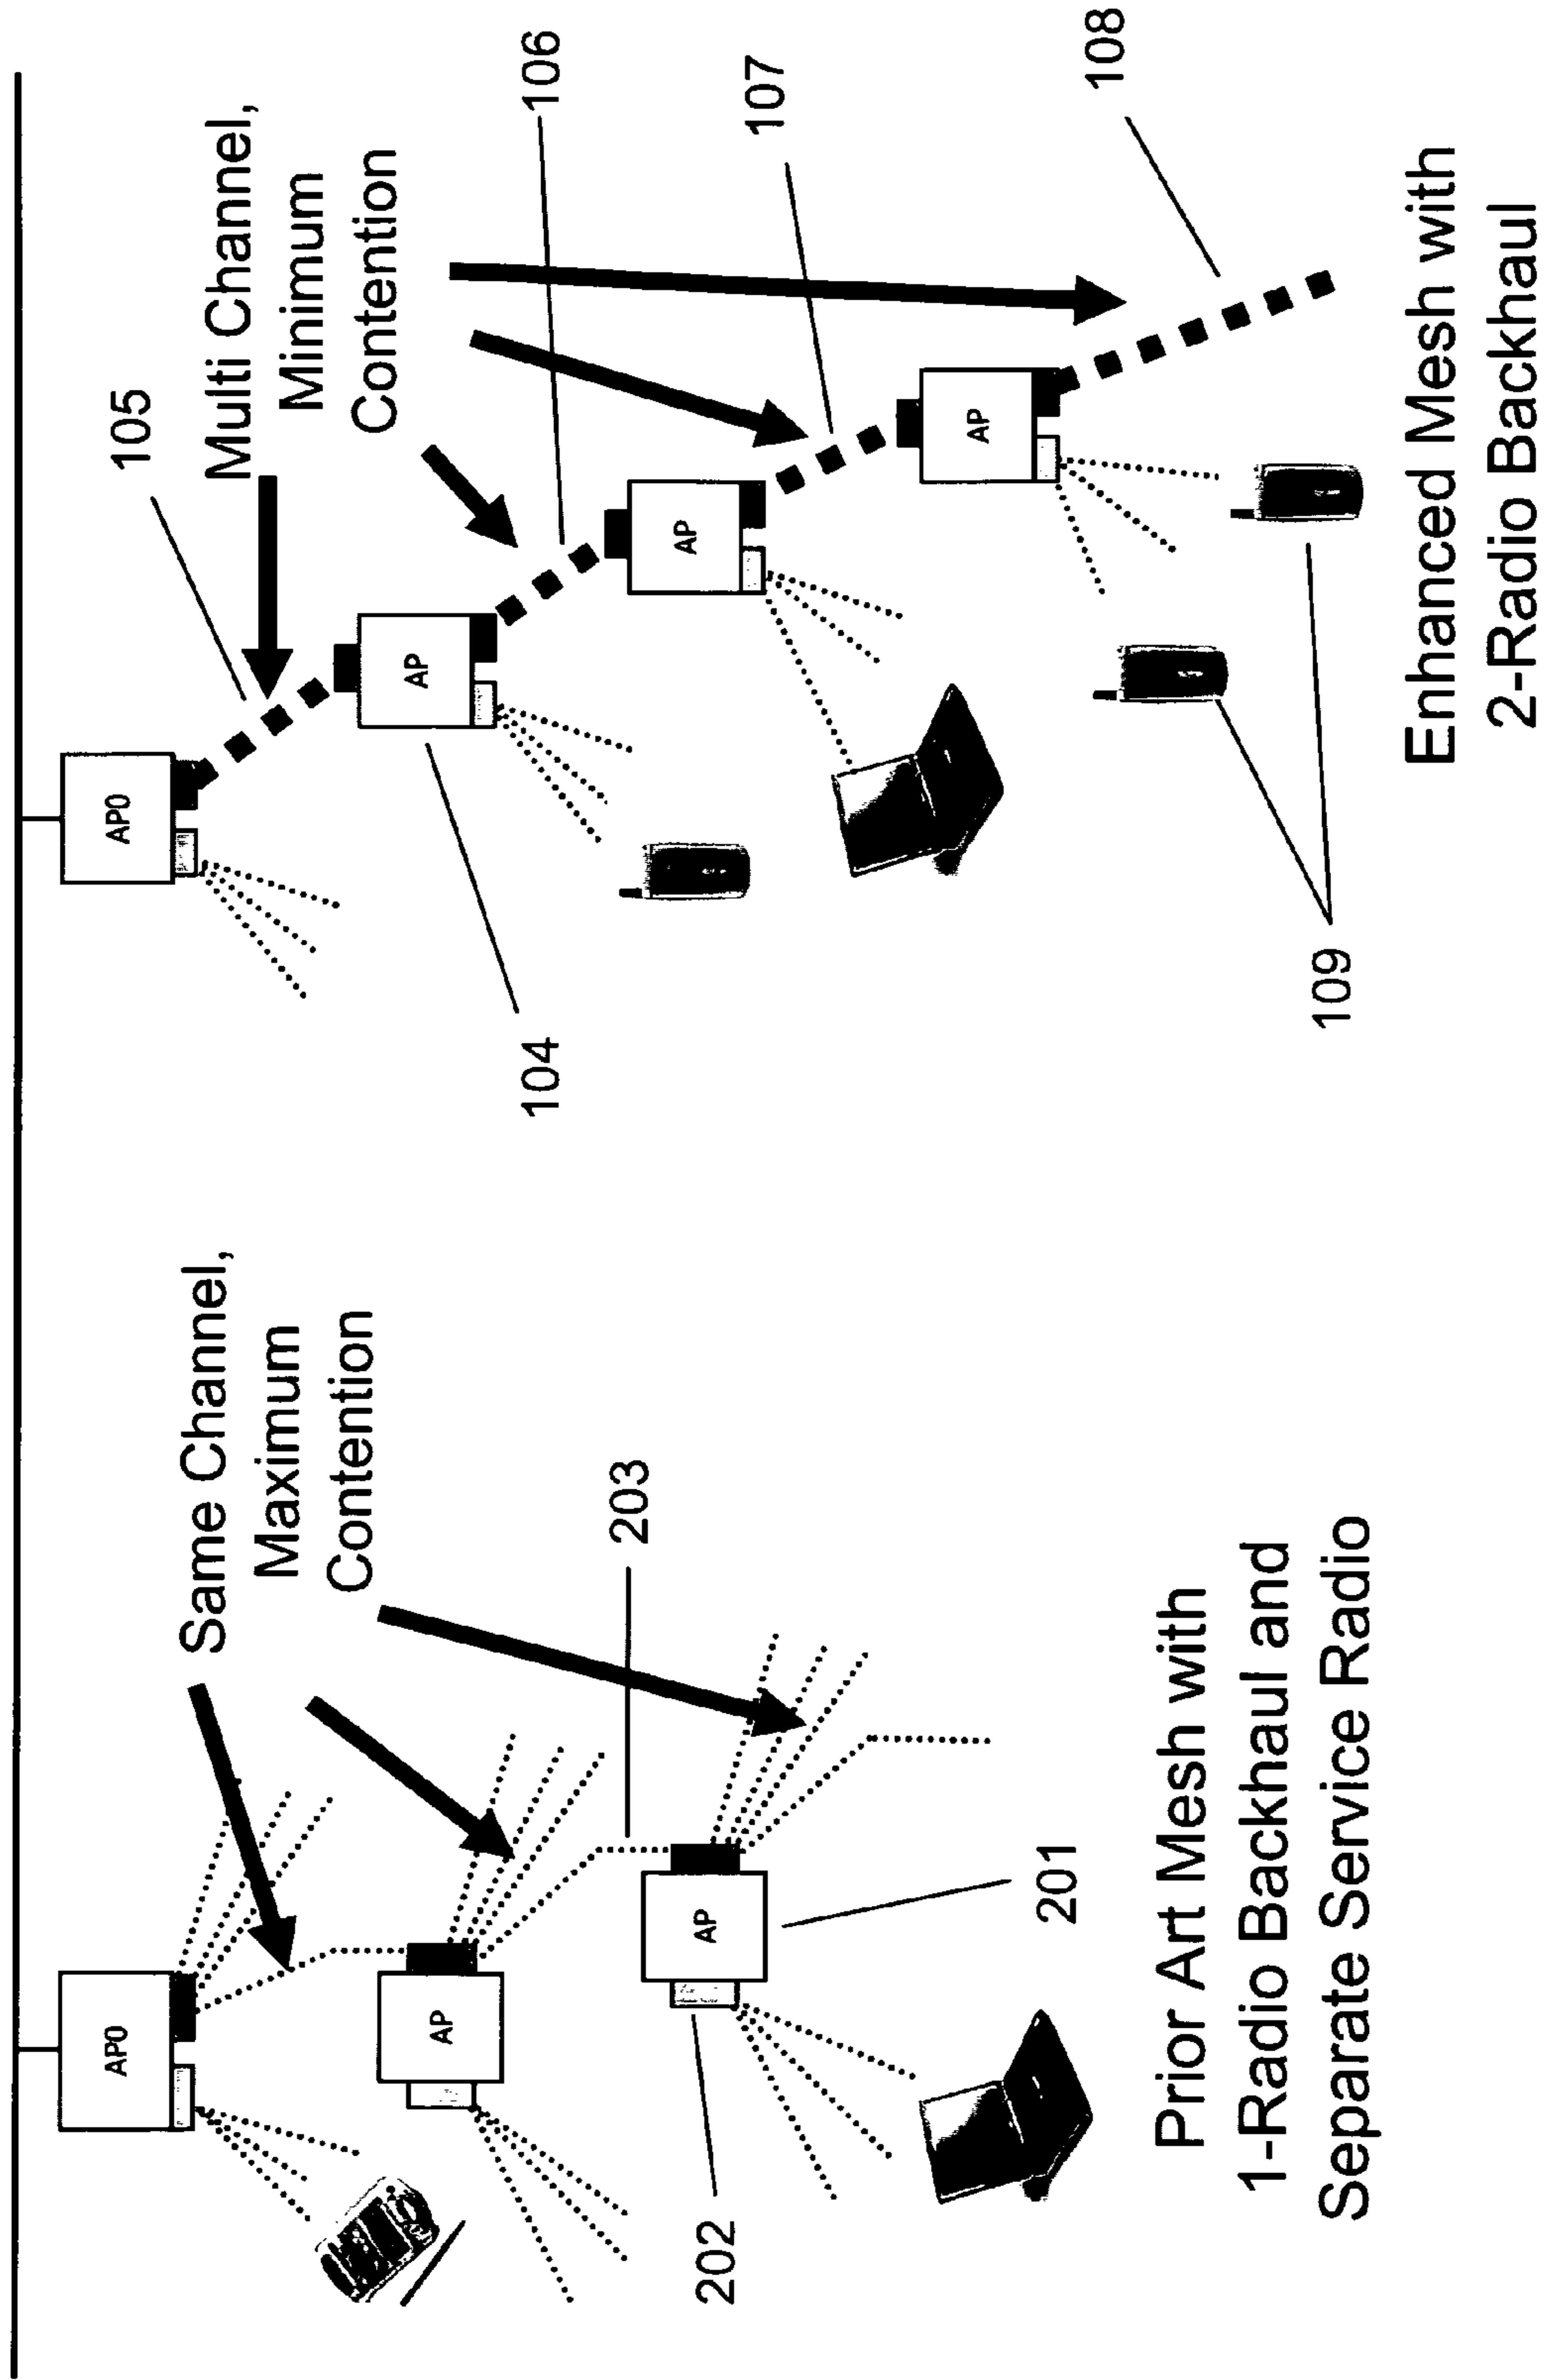 AP0
Same Channel,
Maximum
Contention
AP
203
AP
202
201
Prior Art Mesh with
1-Radio Backhaul and
Separate Service Radio
AP0
105
Multi Channel,
Minimum
Contention
AP
104
106
AP
107
AP
108
109
Enhanced Mesh with
2-Radio Backhaul